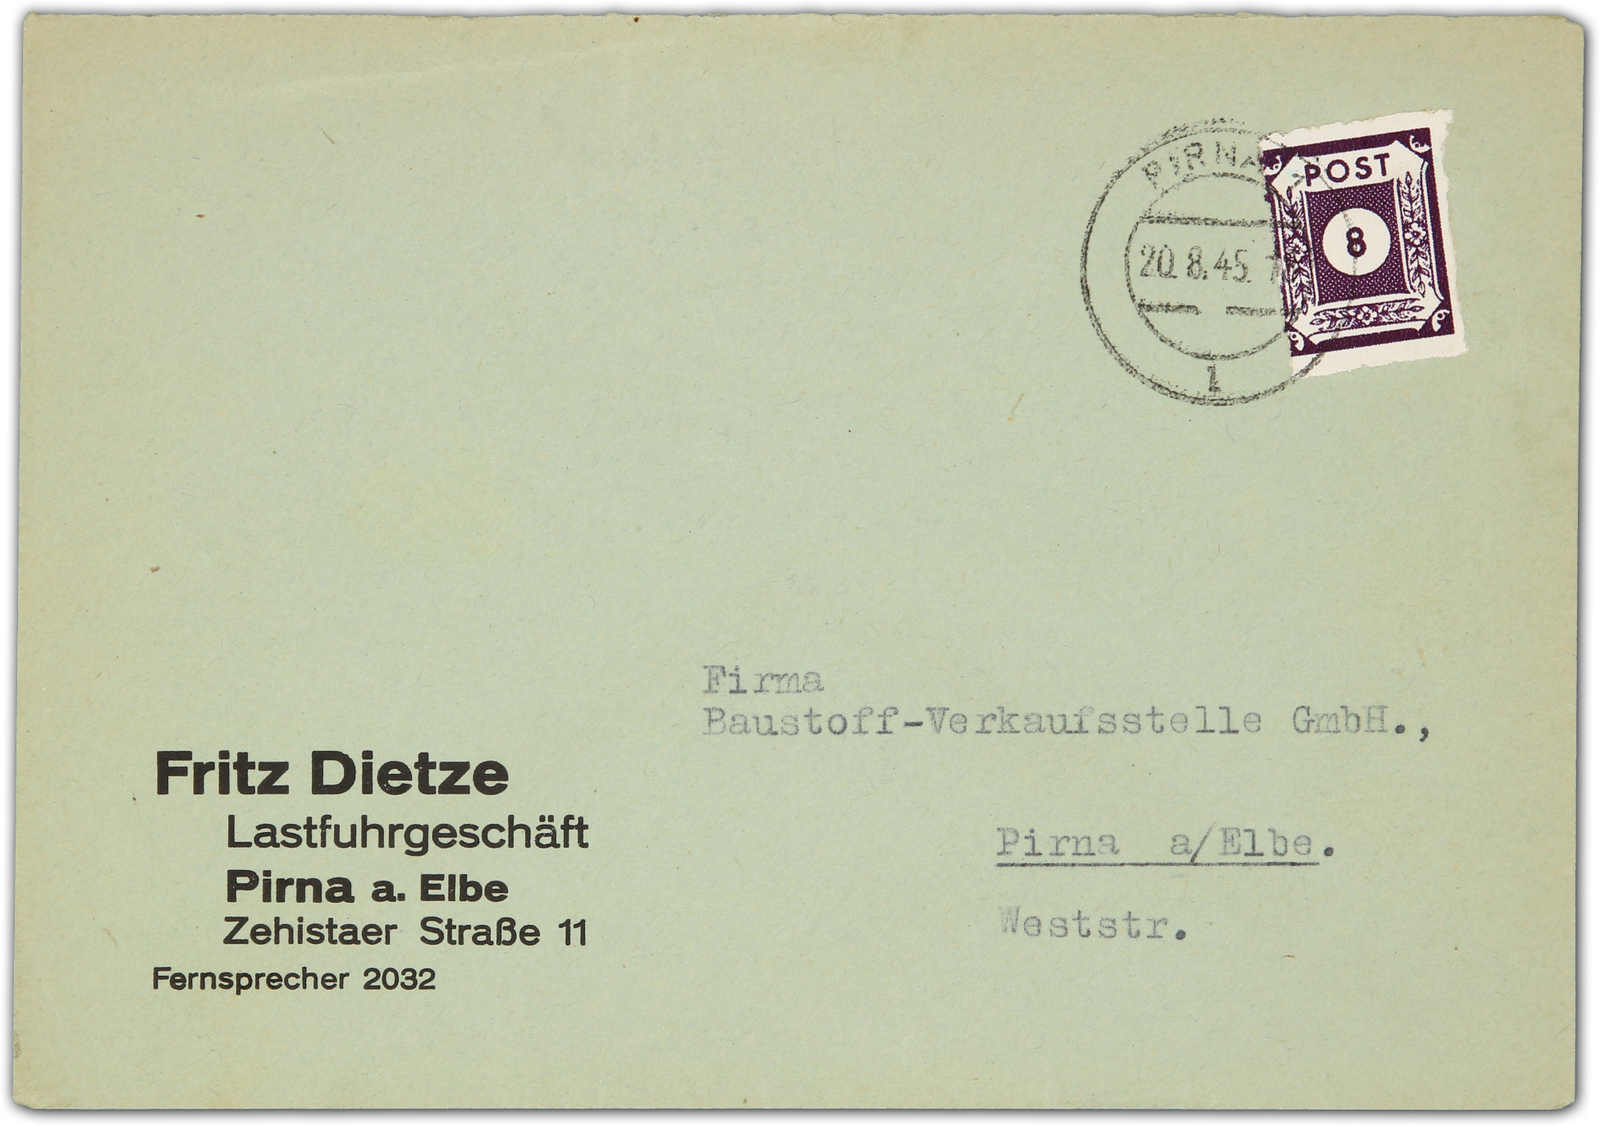 PIRNA
20.8.45
1
POST
8
Firma
Baustoff-Verkaufsstelle GmbH.,
Pirna a/Elbe.
Weststr.
Fritz Dietze
Lastfuhrgeschäft
Pirna a. Elbe
Zehistaer Straße 11
Fernsprecher 2032